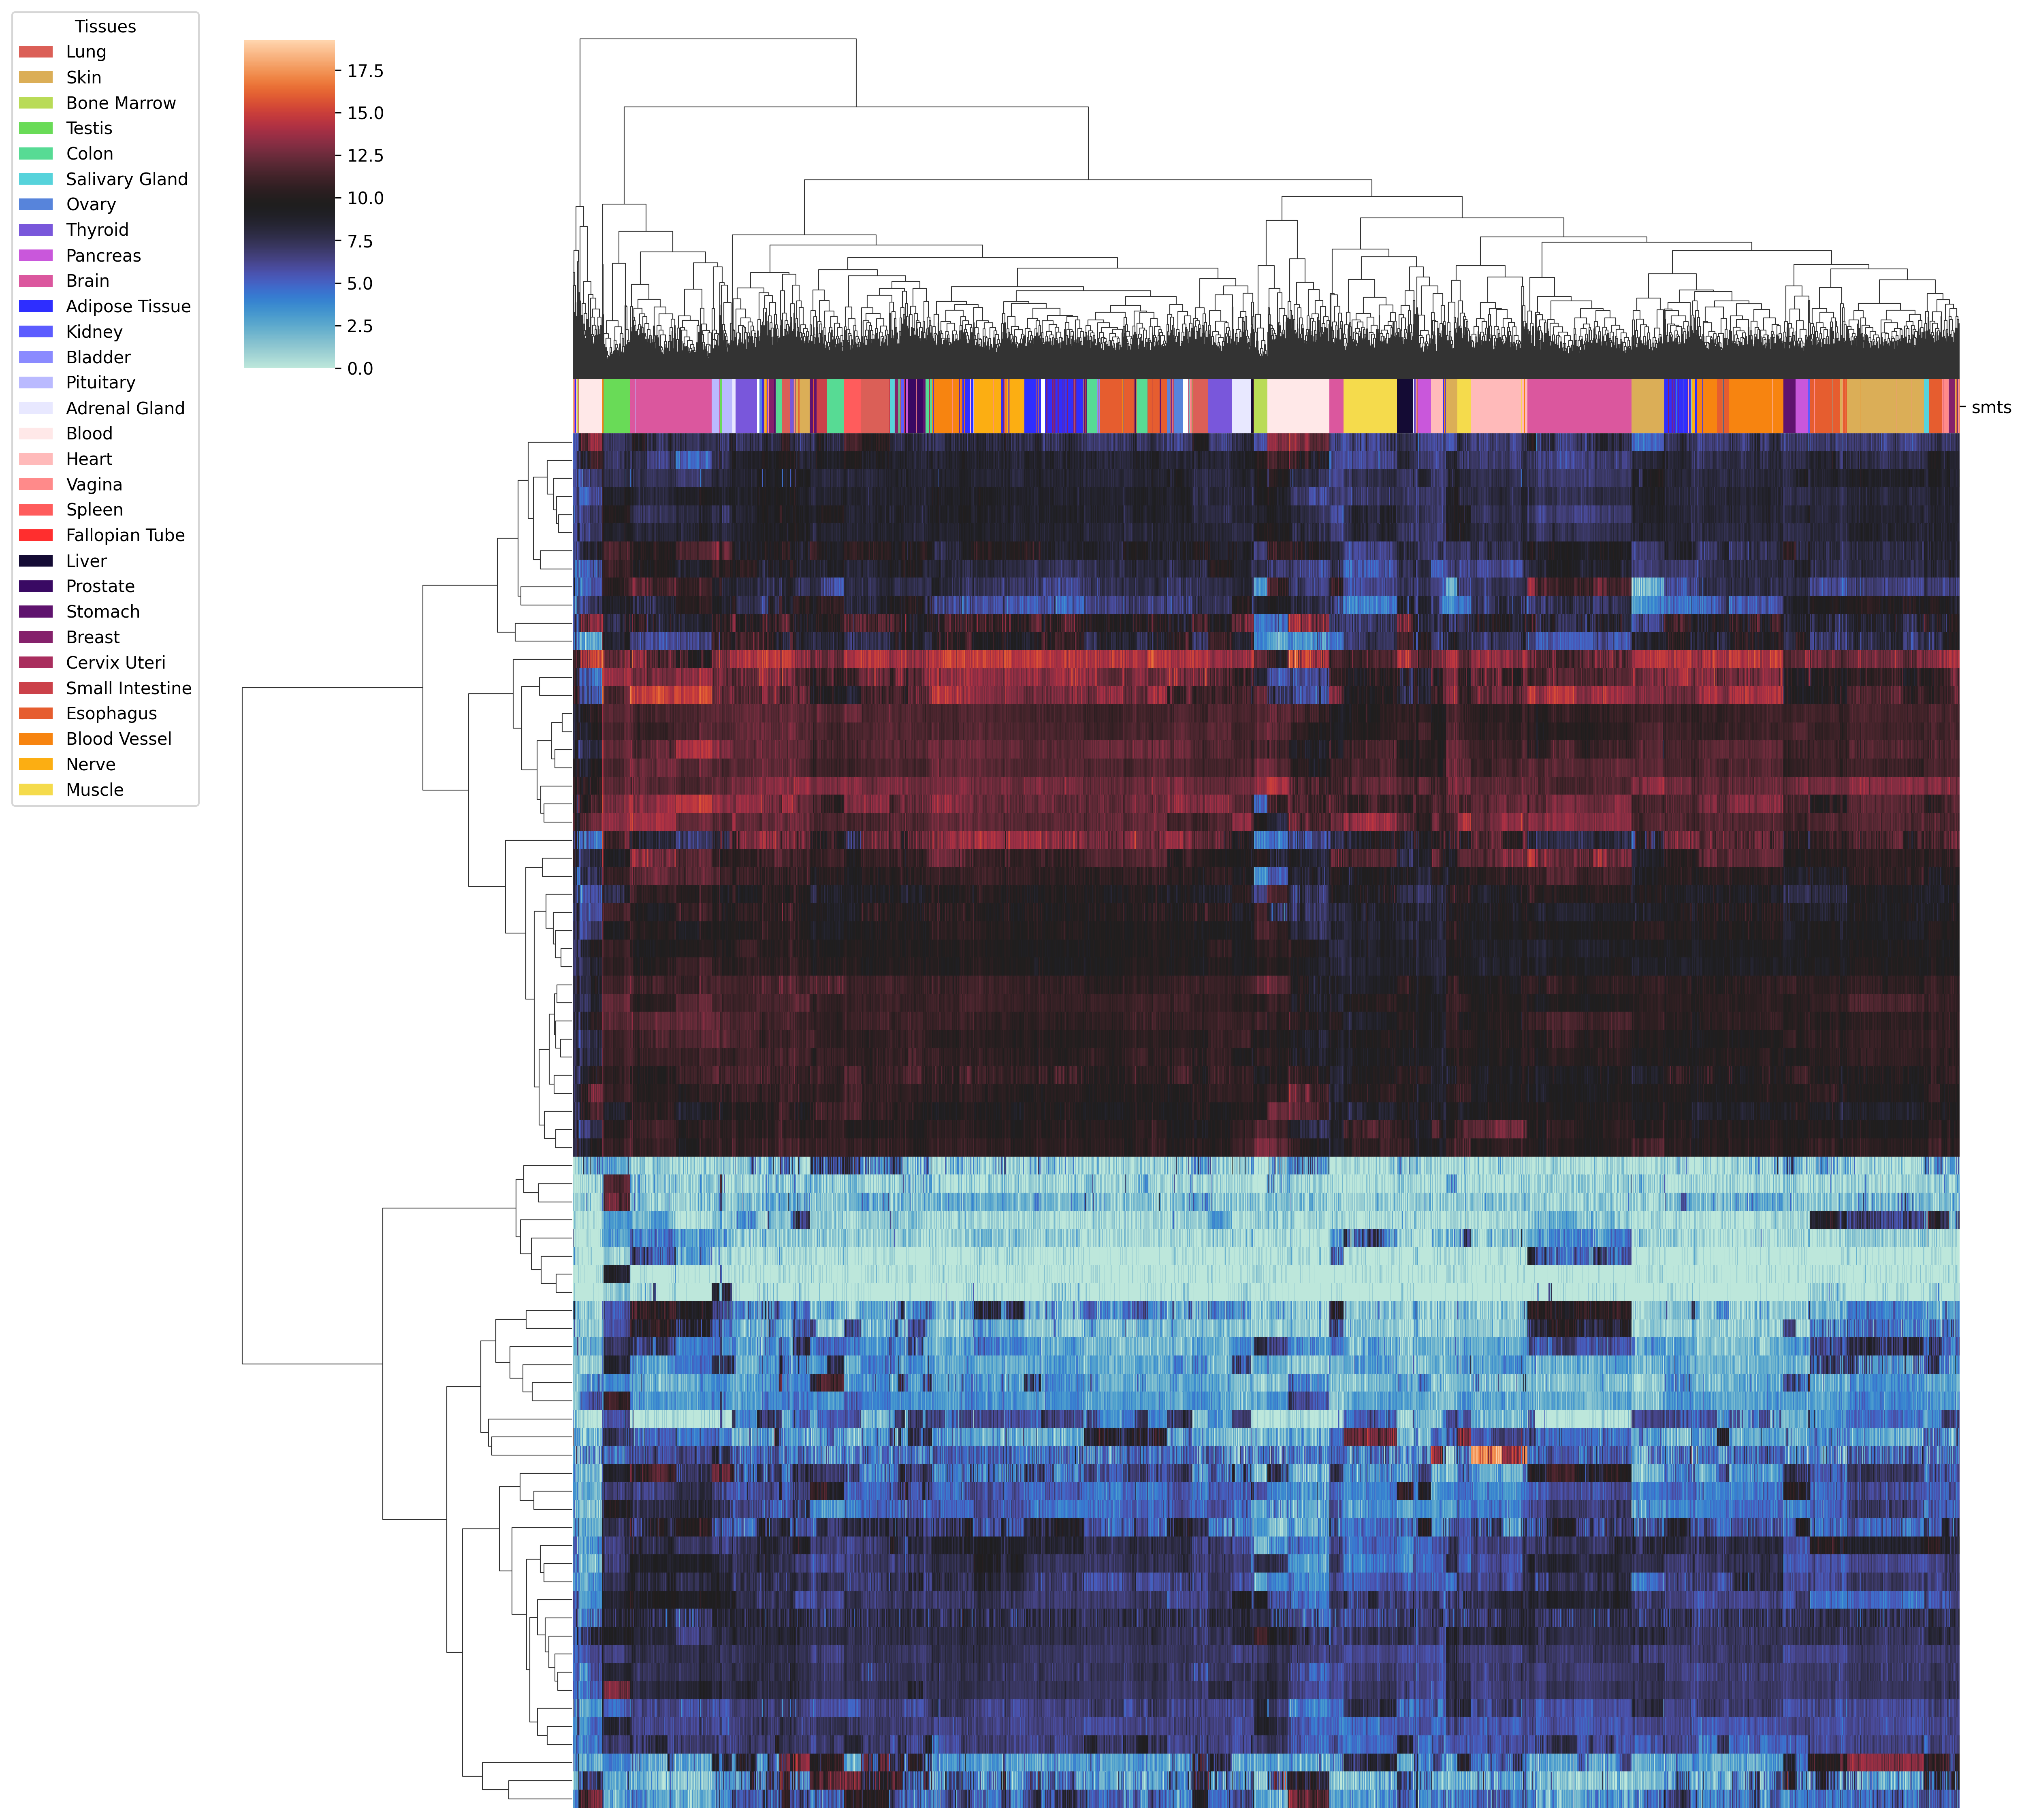 Tissues
Lung
Skin
Bone Marrow
Testis
Colon
Salivary Gland
Ovary
Thyroid
Pancreas
Brain
Adipose Tissue
Kidney
Bladder
Pituitary
Adrenal Gland
Blood
Heart
Vagina
Spleen
Fallopian Tube
Liver
Prostate
Stomach
Breast
Cervix Uteri
Small Intestine
Esophagus
Blood Vessel
Nerve
Muscle
17.5
15.0
12.5
10.0
7.5
5.0
2.5
0.0
smts